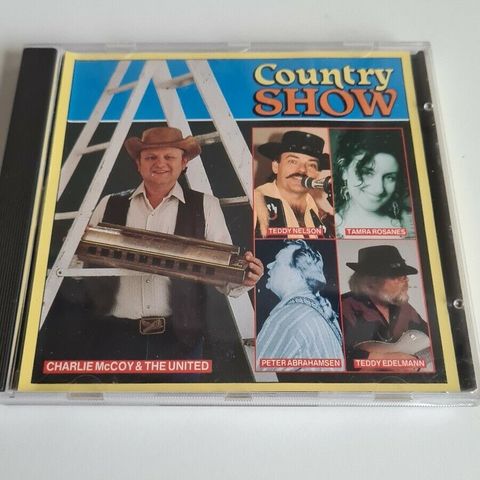 Country
SHOW
TEDDY NELSON
TAMRA ROSANES
PETER ABRAHAMSEN
TEDDY EDELMANN
CHARLIE McCOY & THE UNITED